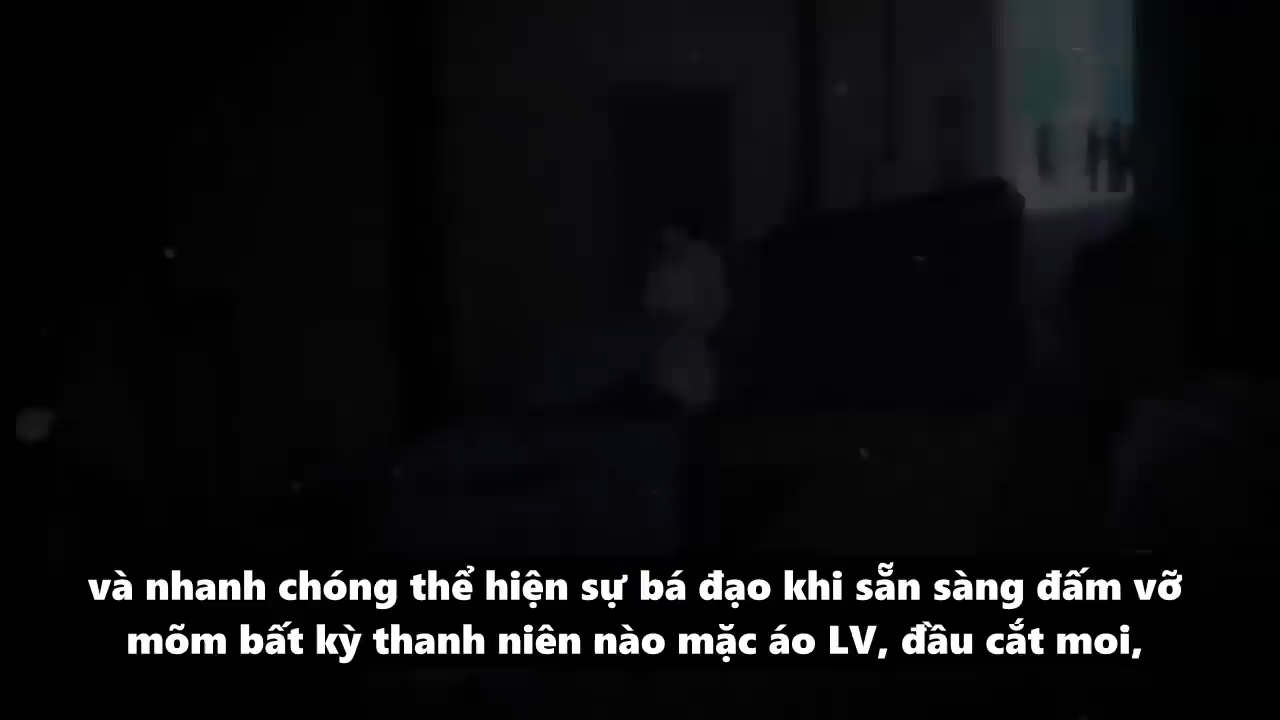 và nhanh chóng thể hiện sự bá đạo khi sẵn sàng đấm vỡ
mõm bất kỳ thanh niên nào mặc áo LV, đầu cắt moi,